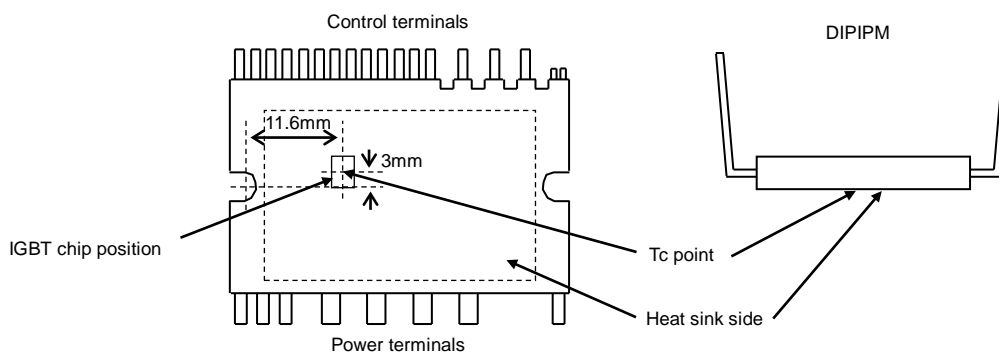 Control terminals
DIPIPM
11.6mm
3mm
IGBT chip position
Tc point
Heat sink side
Power terminals